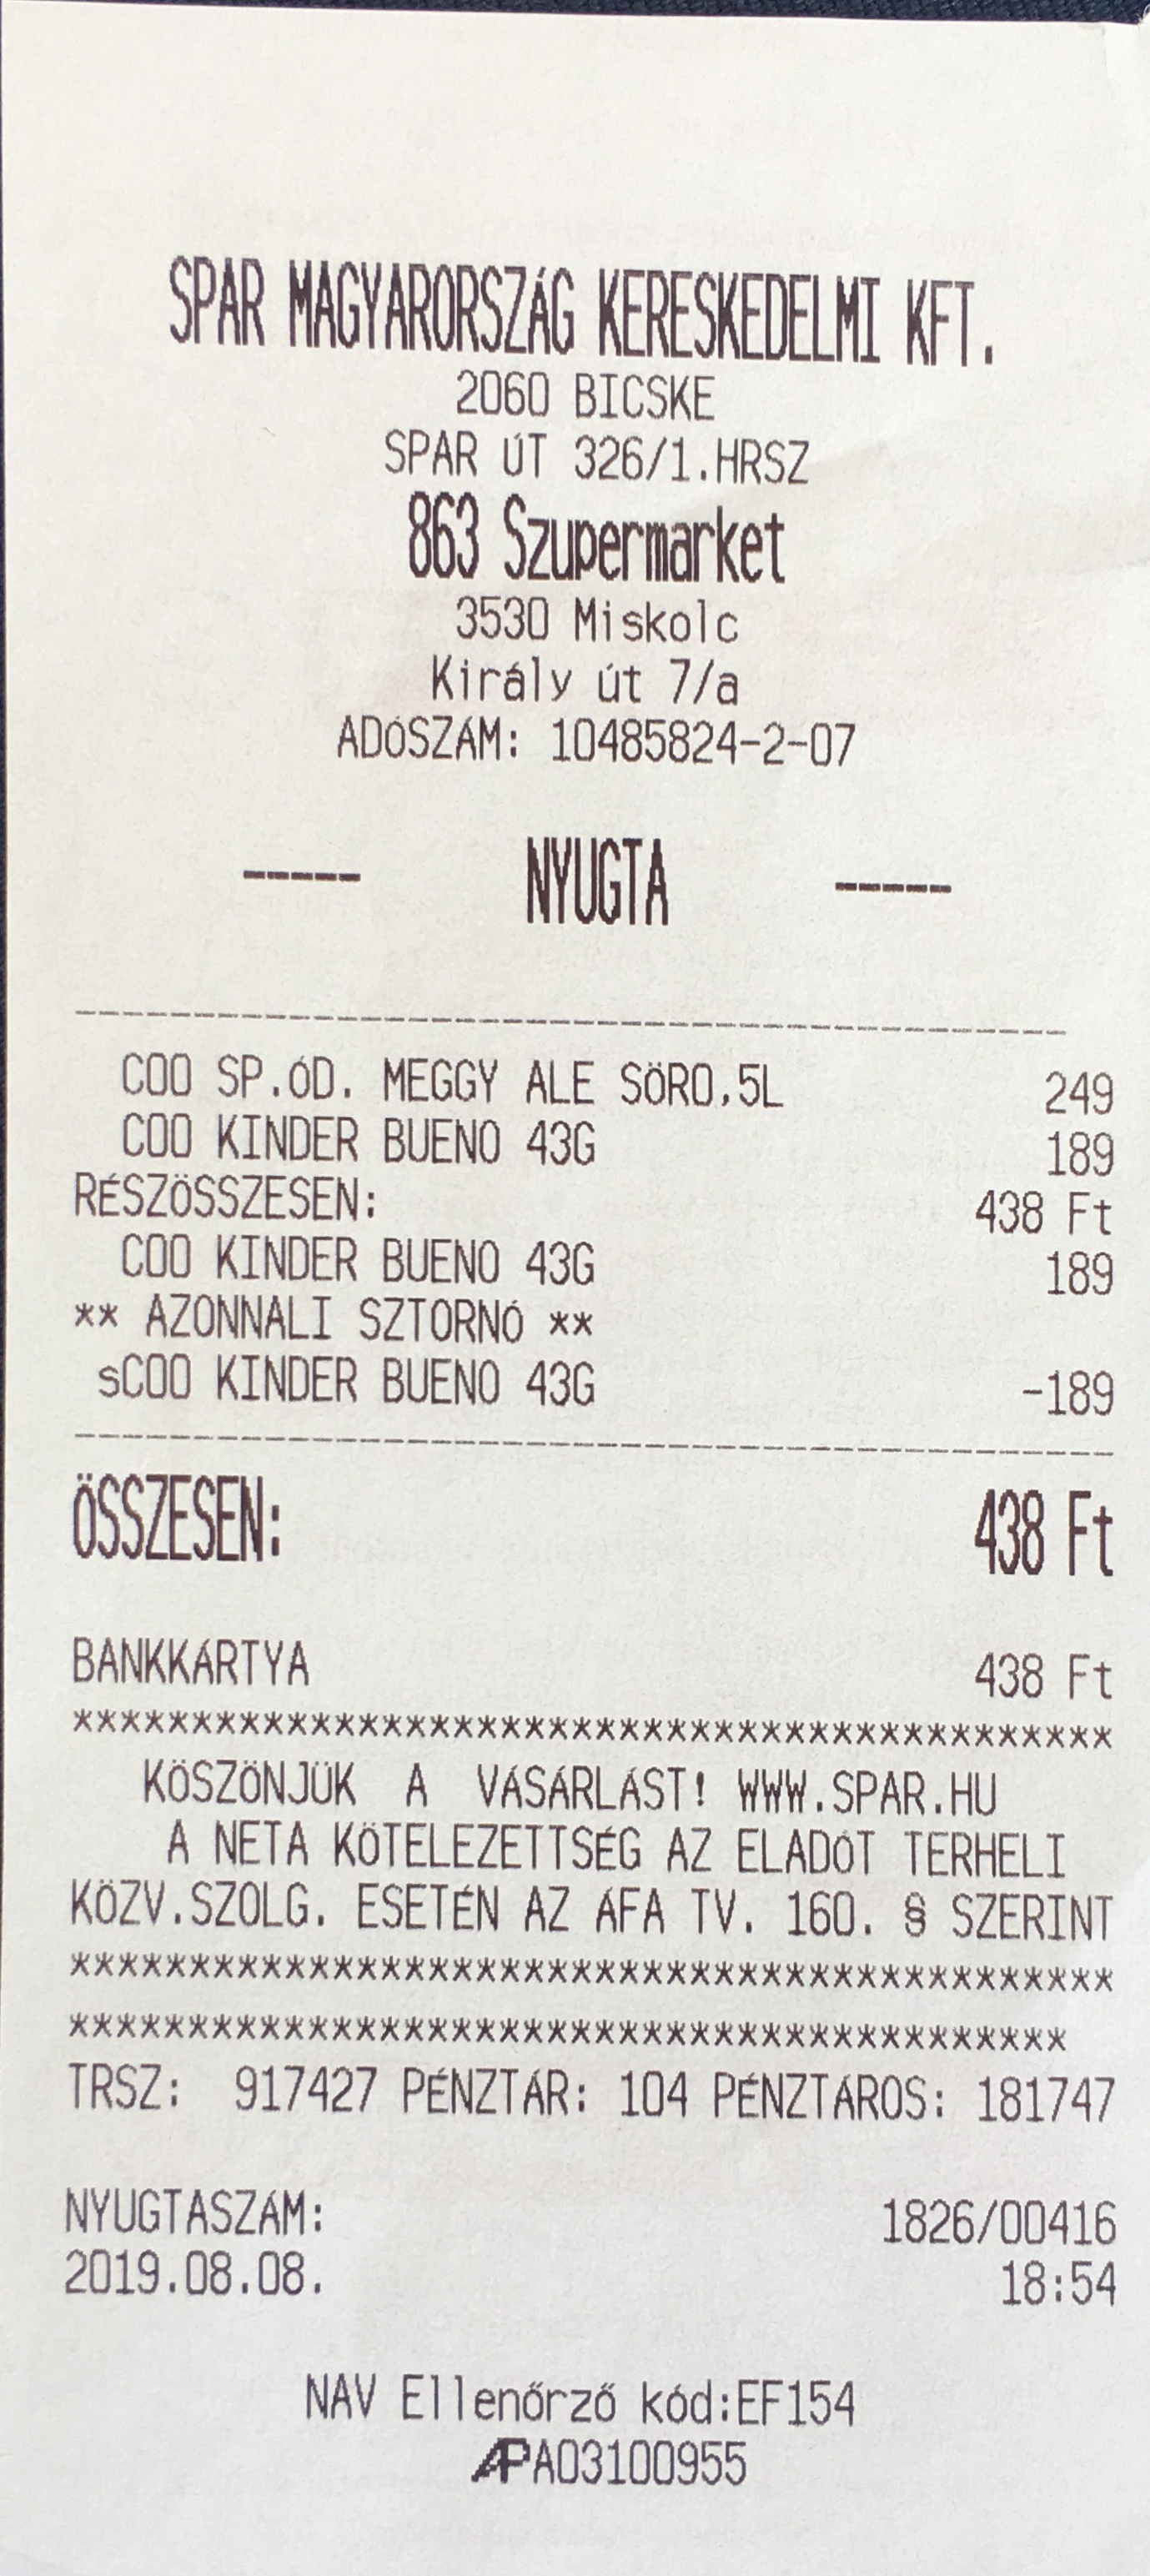 SPAR MAGYARORSZÁG KERESKEDELMI KFT.
2060 BICSKE
SPAR ÚT 326/1.HRSZ
863 Szupermarket
3530 Miskolc
Király út 7/a
ADÓSZÁM: 10485824-2-07
----- NYUGTA -----
C00 SP.ÓD. MEGGY ALE SÖR0,5L 249
C00 KINDER BUENO 43G 189
RÉSZÖSSZESEN: 438 Ft
C00 KINDER BUENO 43G 189
** AZONNALI SZTORNÓ **
sC00 KINDER BUENO 43G -189
ÖSSZESEN: 438 Ft
BANKKÁRTYA 438 Ft
********************************************
KÖSZÖNJÜK A VÁSÁRLÁST! WWW.SPAR.HU
A NETA KÖTELEZETTSÉG AZ ELADÓT TERHELI
KÖZV.SZOLG. ESETÉN AZ ÁFA TV. 160. § SZERINT
********************************************
******************************************
TRSZ: 917427 PÉNZTÁR: 104 PÉNZTÁROS: 181747
NYUGTASZÁM: 1826/00416
2019.08.08. 18:54
NAV Ellenőrző kód:EF154
APA03100955